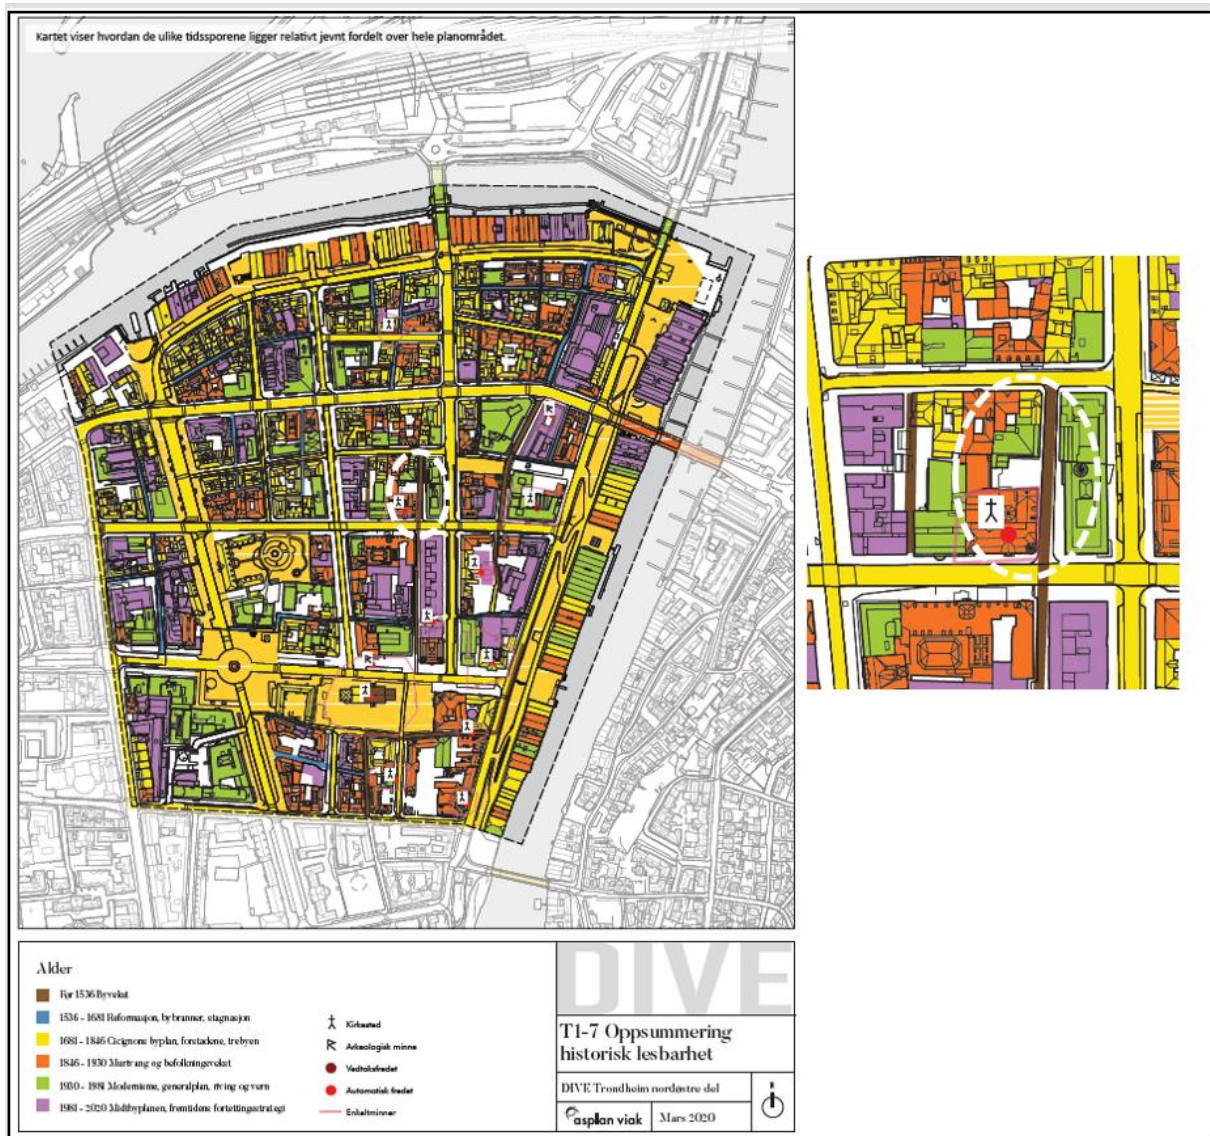 Kartet viser hvordan de ulike tidssporene ligger relativt jevnt fordelt over hele planområdet.
Alder
Før 1536 Byvekst
1536 - 1681 Reformasjon, bybranner, stagnasjon
1681 - 1846 Cicignons byplan, forstadene, trebyen
1846 - 1930 Murtvang og befolkningsvekst
1930 - 1981 Modernisme, generalplan, riving og vern
1981 - 2020 Midtbyplanen, fremtidens fortettingsstrategi
Kirkested
Arkeologisk minne
Vedtaksfredet
Automatisk fredet
Enkeltminner
DIVE
T1-7 Oppsummering
historisk lesbarhet
DIVE Trondheim nordøstre del
asplan viak
Mars 2020